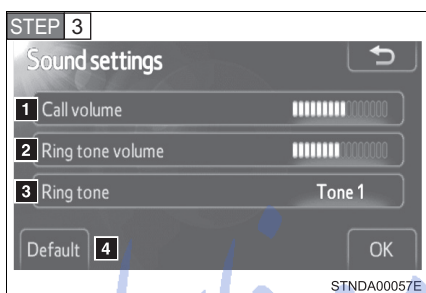 STEP 3
Sound settings
1 Call volume
2 Ring tone volume
3 Ring tone Tone 1
Default 4 OK
STNDA00057E